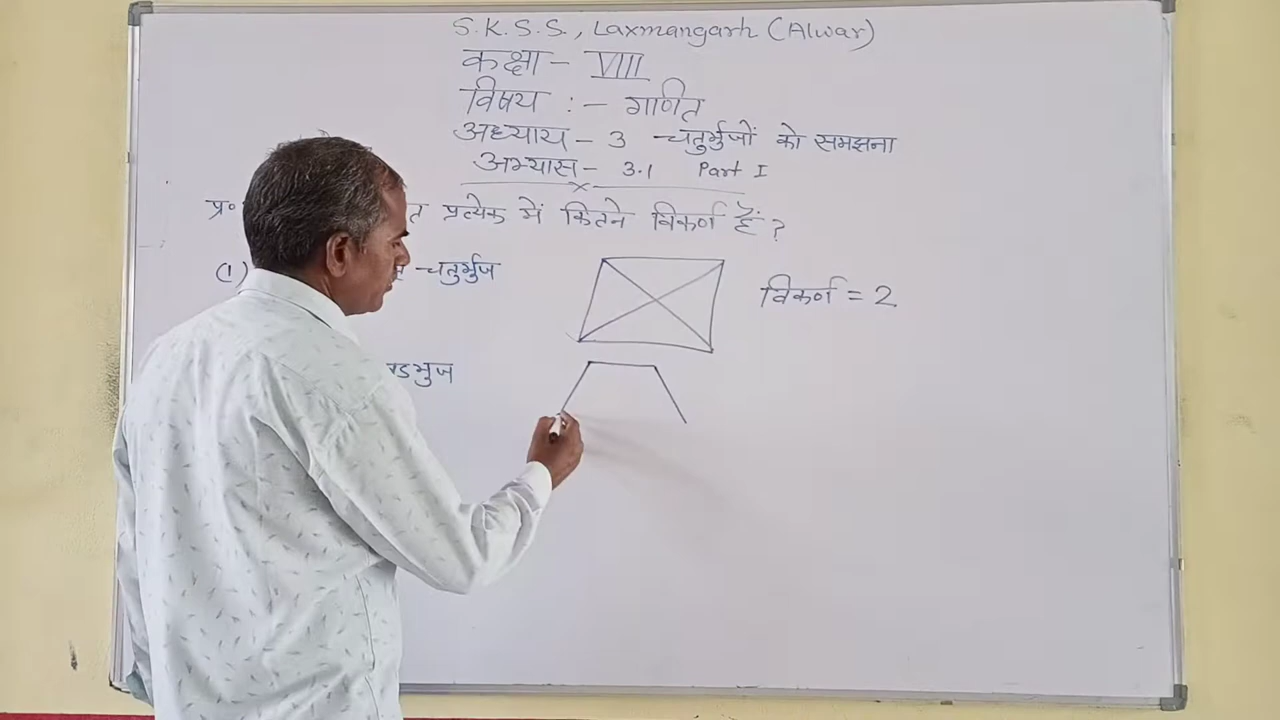 S.K.S.S., Laxmangarh (Alwar)
कक्षा - VIII
विषय :- गणित
अध्याय - 3 चतुर्भुजों को समझना
अभ्यास - 3.1 Part I
प्र॰ प्रत्येक में कितने विकर्ण हैं ?
(1) चतुर्भुज विकर्ण = 2